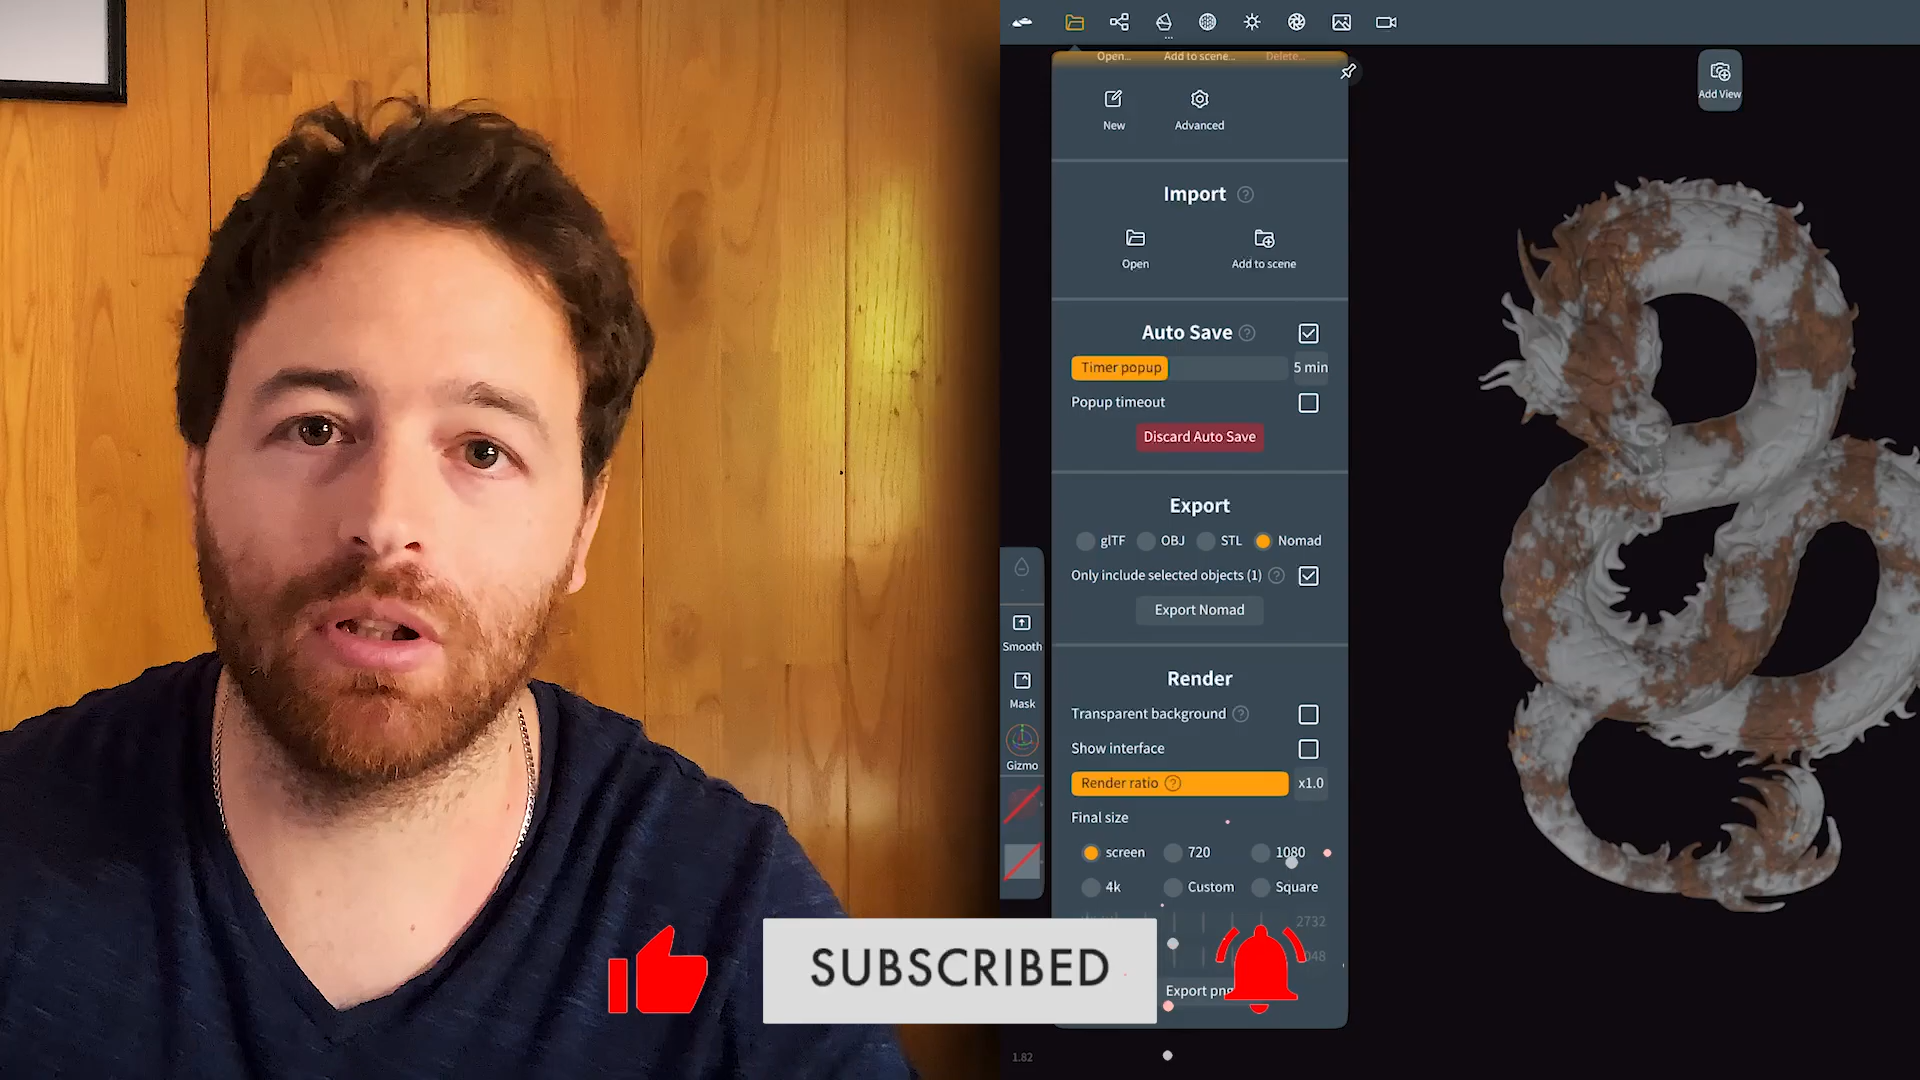 Open... Add to scene... Delete...
Add View
New Advanced
Import
Open Add to scene
Auto Save
Timer popup 5 min
Popup timeout
Discard Auto Save
Export
glTF OBJ STL Nomad
Only include selected objects (1)
Export Nomad
Smooth
Render
Mask
Transparent background
Show interface
Gizmo
Render ratio x1.0
Final size
screen 720 1080
4k Custom Square
2732
SUBSCRIBED
Export png
1.82